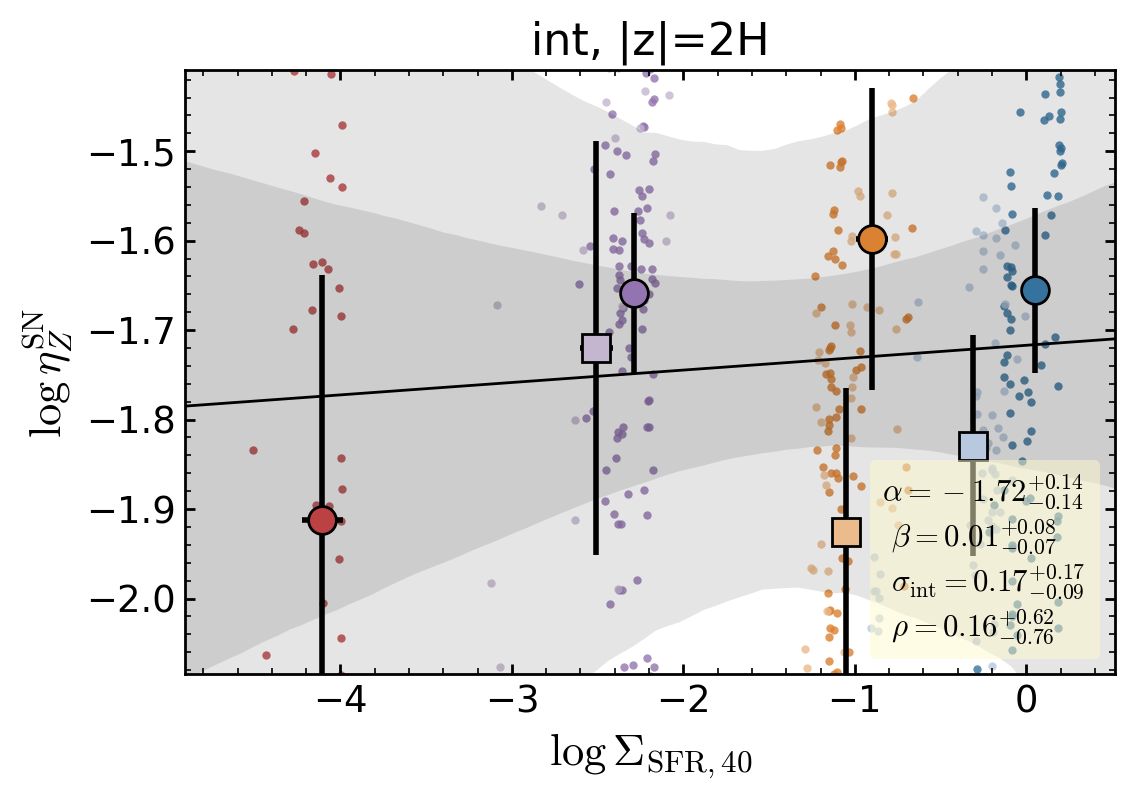 int, |z|=2H
log η_Z^SN
−1.5
−1.6
−1.7
−1.8
−1.9
−2.0
α = −1.72^{+0.14}_{−0.14}
β = 0.01^{+0.08}_{−0.07}
σ_int = 0.17^{+0.17}_{−0.09}
ρ = 0.16^{+0.62}_{−0.76}
−4 −3 −2 −1 0
log Σ_{SFR, 40}